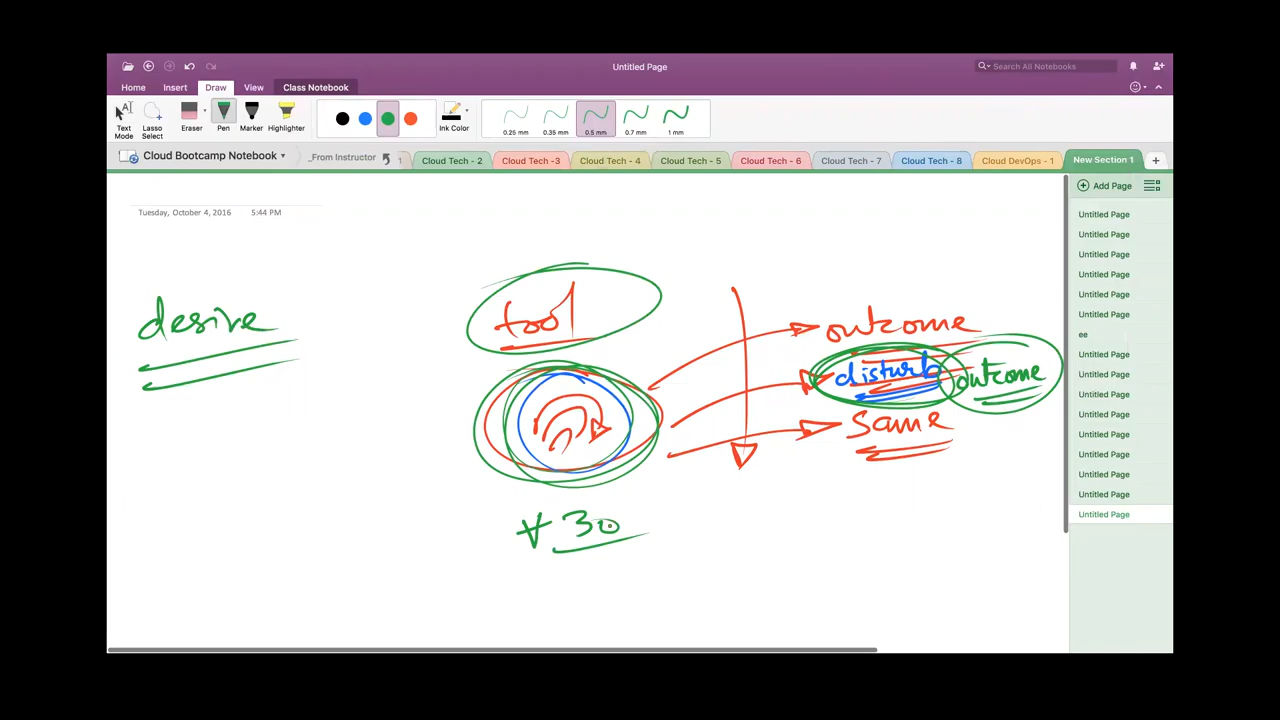 Untitled Page
Search All Notebooks
Home Insert Draw View Class Notebook
Text Mode
Lasso Select
Eraser
Pen
Marker
Highlighter
Ink Color
0.25 mm 0.35 mm 0.5 mm 0.7 mm 1 mm
Cloud Bootcamp Notebook
_From Instructor 1 Cloud Tech - 2 Cloud Tech -3 Cloud Tech - 4 Cloud Tech - 5 Cloud Tech - 6 Cloud Tech - 7 Cloud Tech - 8 Cloud DevOps - 1 New Section 1 +
Add Page
Tuesday, October 4, 2016 5:44 PM
desire
tool
outcome
disturb outcome
same
∀ 30
Untitled Page
Untitled Page
Untitled Page
Untitled Page
Untitled Page
Untitled Page
ee
Untitled Page
Untitled Page
Untitled Page
Untitled Page
Untitled Page
Untitled Page
Untitled Page
Untitled Page
Untitled Page